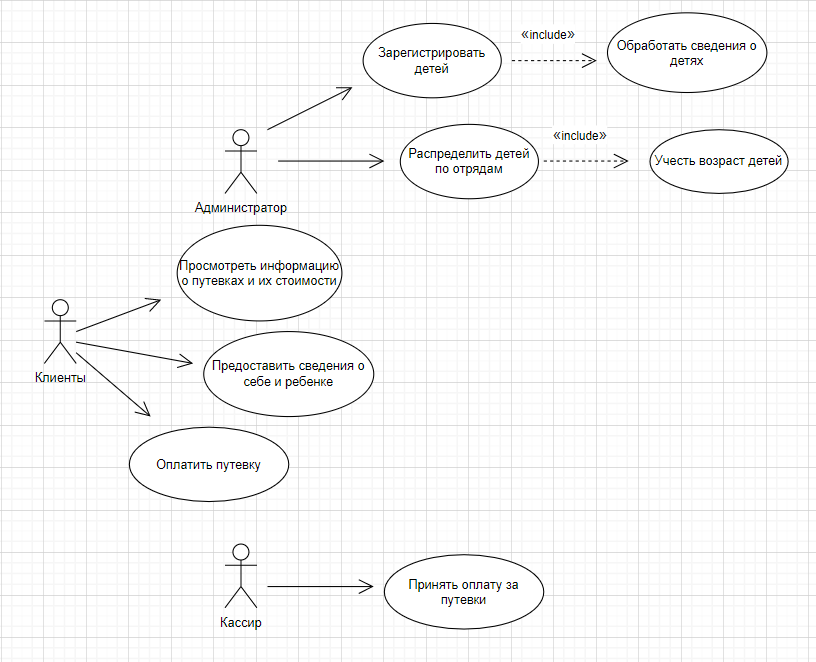 Зарегистрировать
детей
«include»
Обработать сведения о
детях
Распределить детей
по отрядам
«include»
Учесть возраст детей
Администратор
Просмотреть информацию
о путевках и их стоимости
Клиенты
Предоставить сведения о
себе и ребенке
Оплатить путевку
Кассир
Принять оплату за
путевки